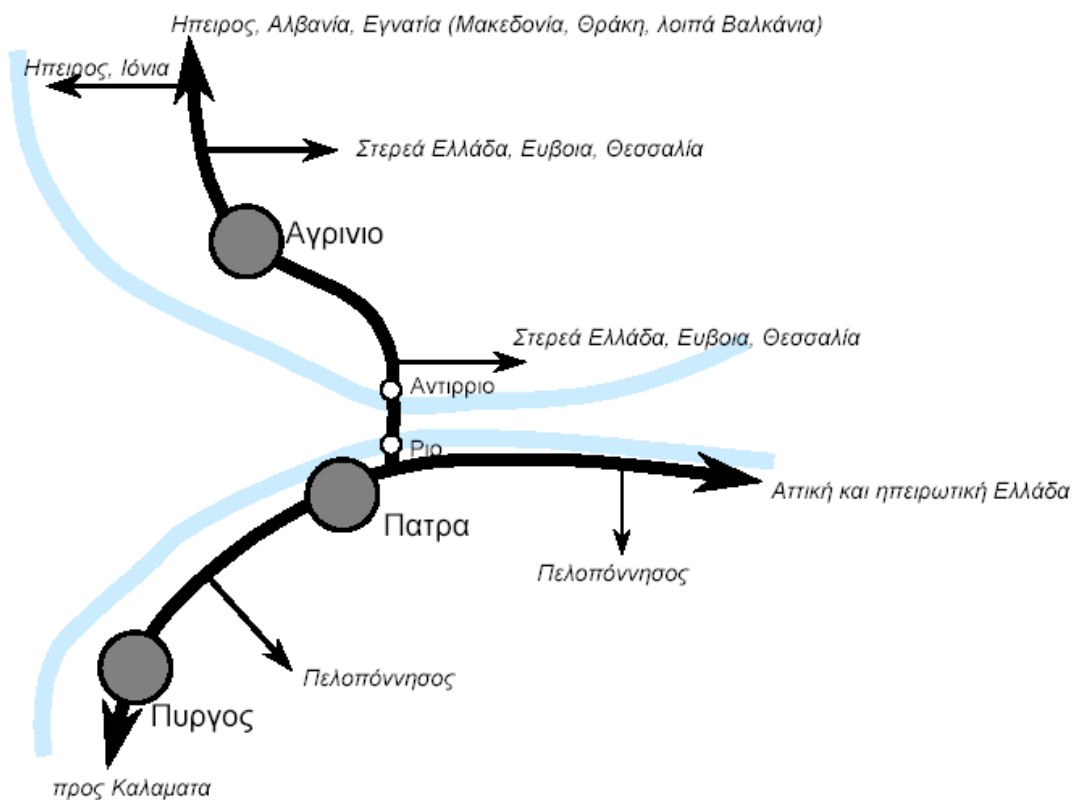 Ηπειρος, Αλβανία, Εγνατία (Μακεδονία, Θράκη, λοιπά Βαλκάνια)
Ηπειρος, Ιόνια
Στερεά Ελλάδα, Ευβοια, Θεσσαλία
Αγρινιο
Στερεά Ελλάδα, Ευβοια, Θεσσαλία
Αντιρριο
Ριο
Αττική και ηπειρωτική Ελλάδα
Πατρα
Πελοπόννησος
Πελοπόννησος
Πυργος
προς Καλαματα